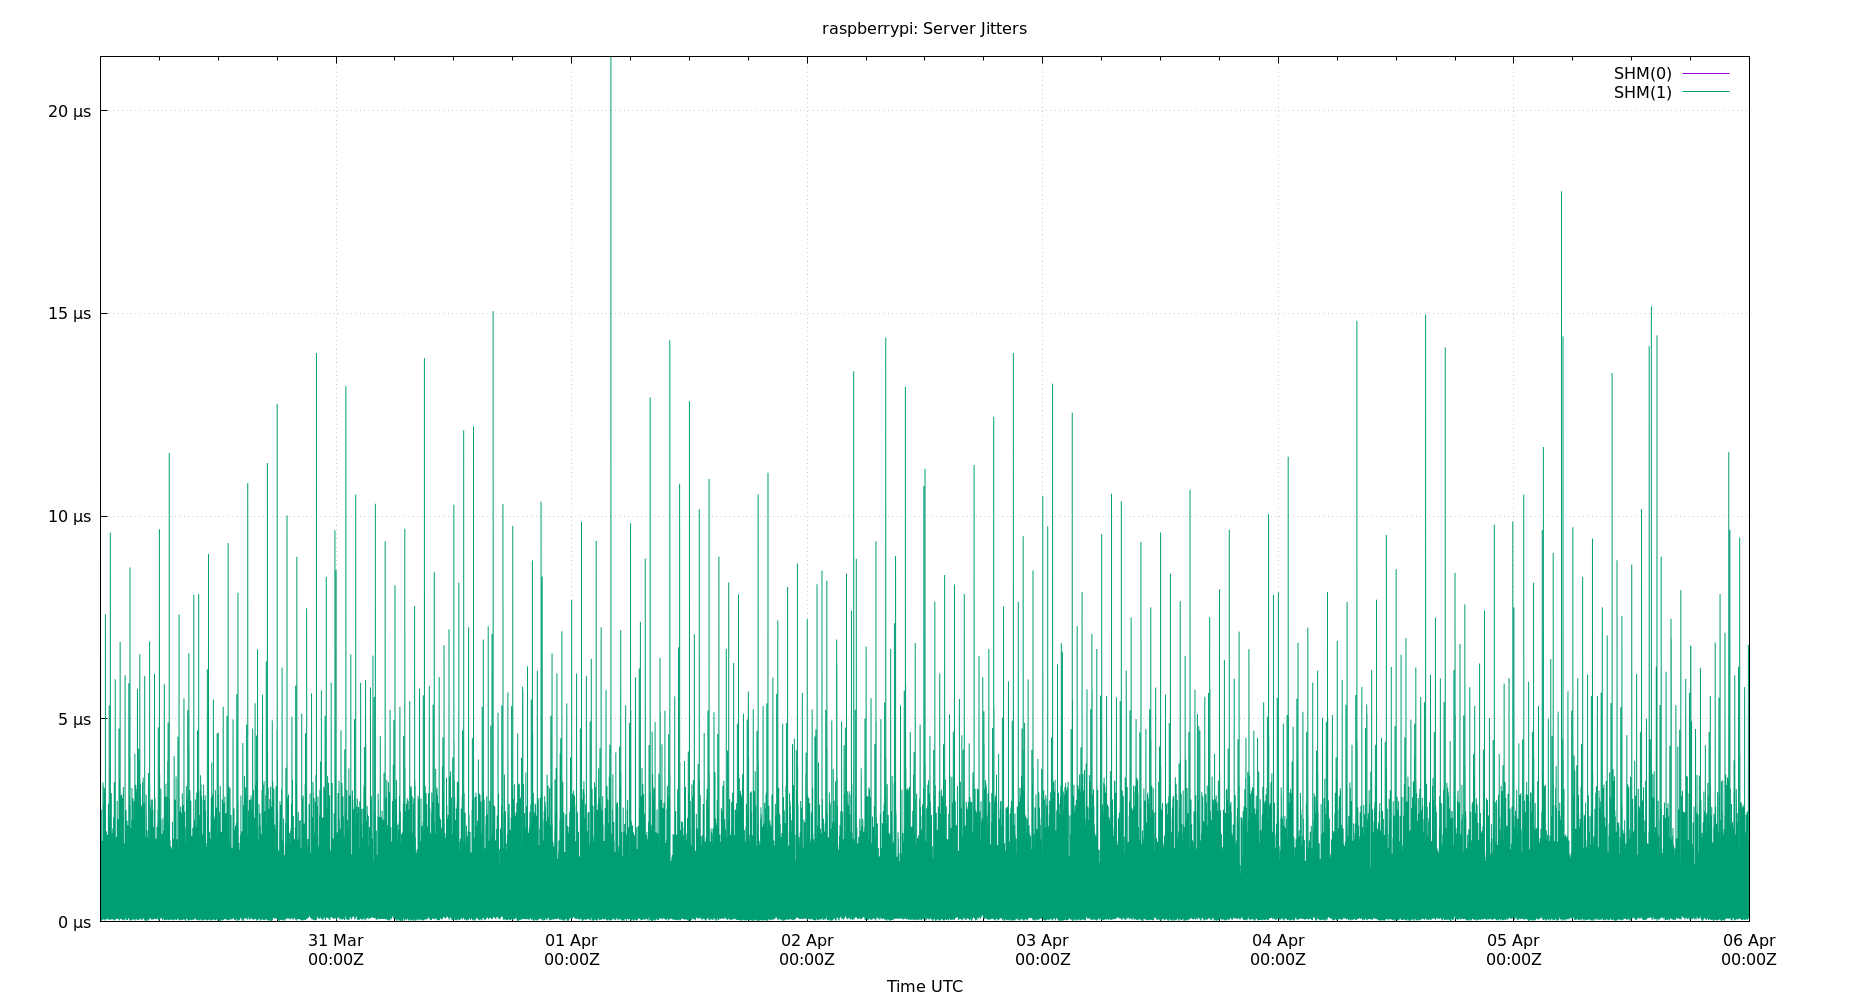 raspberrypi: Server Jitters
SHM(0)
SHM(1)
20 µs
15 µs
10 µs
5 µs
0 µs
31 Mar
00:00Z
01 Apr
00:00Z
02 Apr
00:00Z
03 Apr
00:00Z
04 Apr
00:00Z
05 Apr
00:00Z
06 Apr
00:00Z
Time UTC